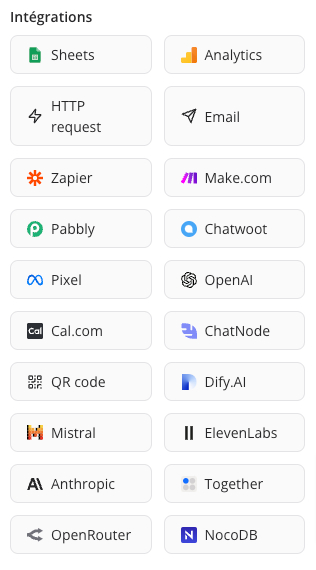 Intégrations
Sheets
Analytics
HTTP
request
Email
Zapier
Make.com
Pabbly
Chatwoot
Pixel
OpenAI
Cal
Cal.com
ChatNode
QR code
Dify.AI
Mistral
ElevenLabs
Anthropic
Together
OpenRouter
NocoDB